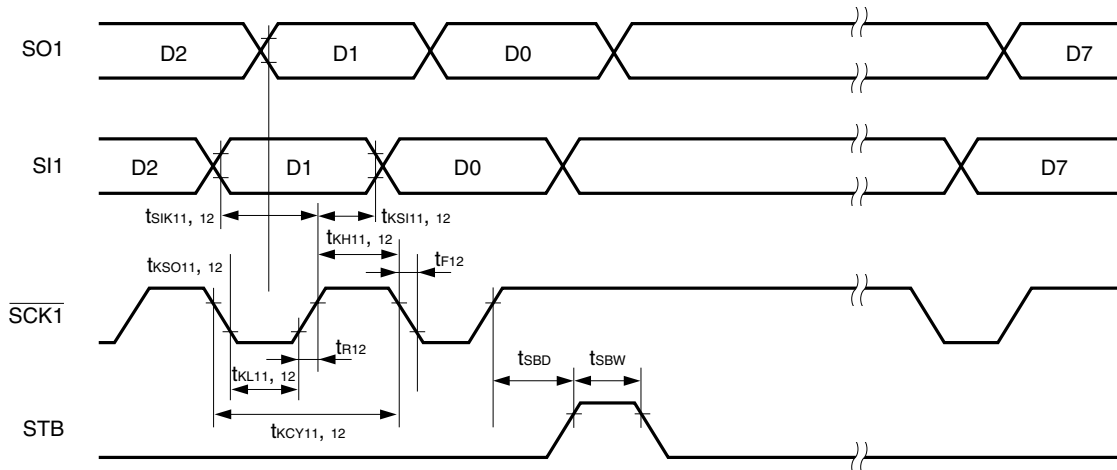 SO1 D2 D1 D0 D7
SI1 D2 D1 D0 D7
tSIK11, 12 tKSI11, 12
tKH11, 12
tKSO11, 12 tF12
SCK1
tR12
tKL11, 12 tSBD tSBW
STB
tKCY11, 12